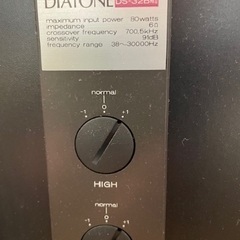 DIATONE DS-32BMII
maximum input power 80watts
impedance 6Ω
crossover frequency 700.5kHz
sensitivity 91dB
frequency range 38~30000Hz
normal
-1 0 +1
HIGH
normal
-1 0 +1